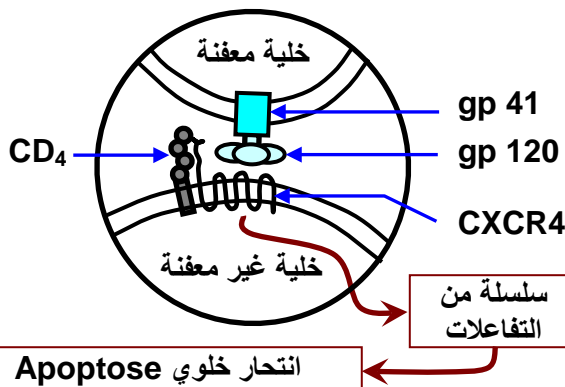 خلية معفنة
gp 41
CD₄
gp 120
CXCR4
خلية غير معفنة
سلسلة من
التفاعلات
انتحار خلوي Apoptose